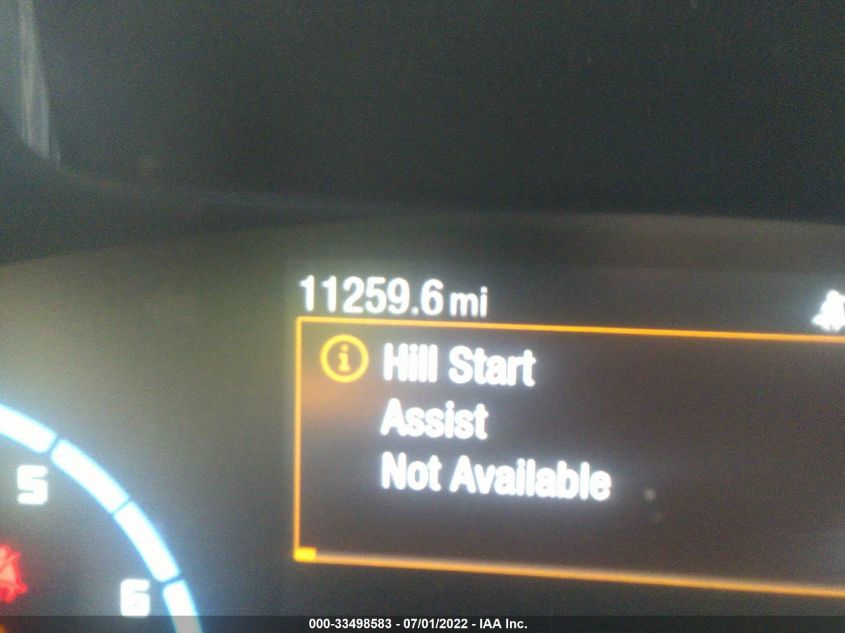 11259.6 mi
Hill Start
Assist
Not Available
5
6
000-33498583 - 07/01/2022 - IAA Inc.